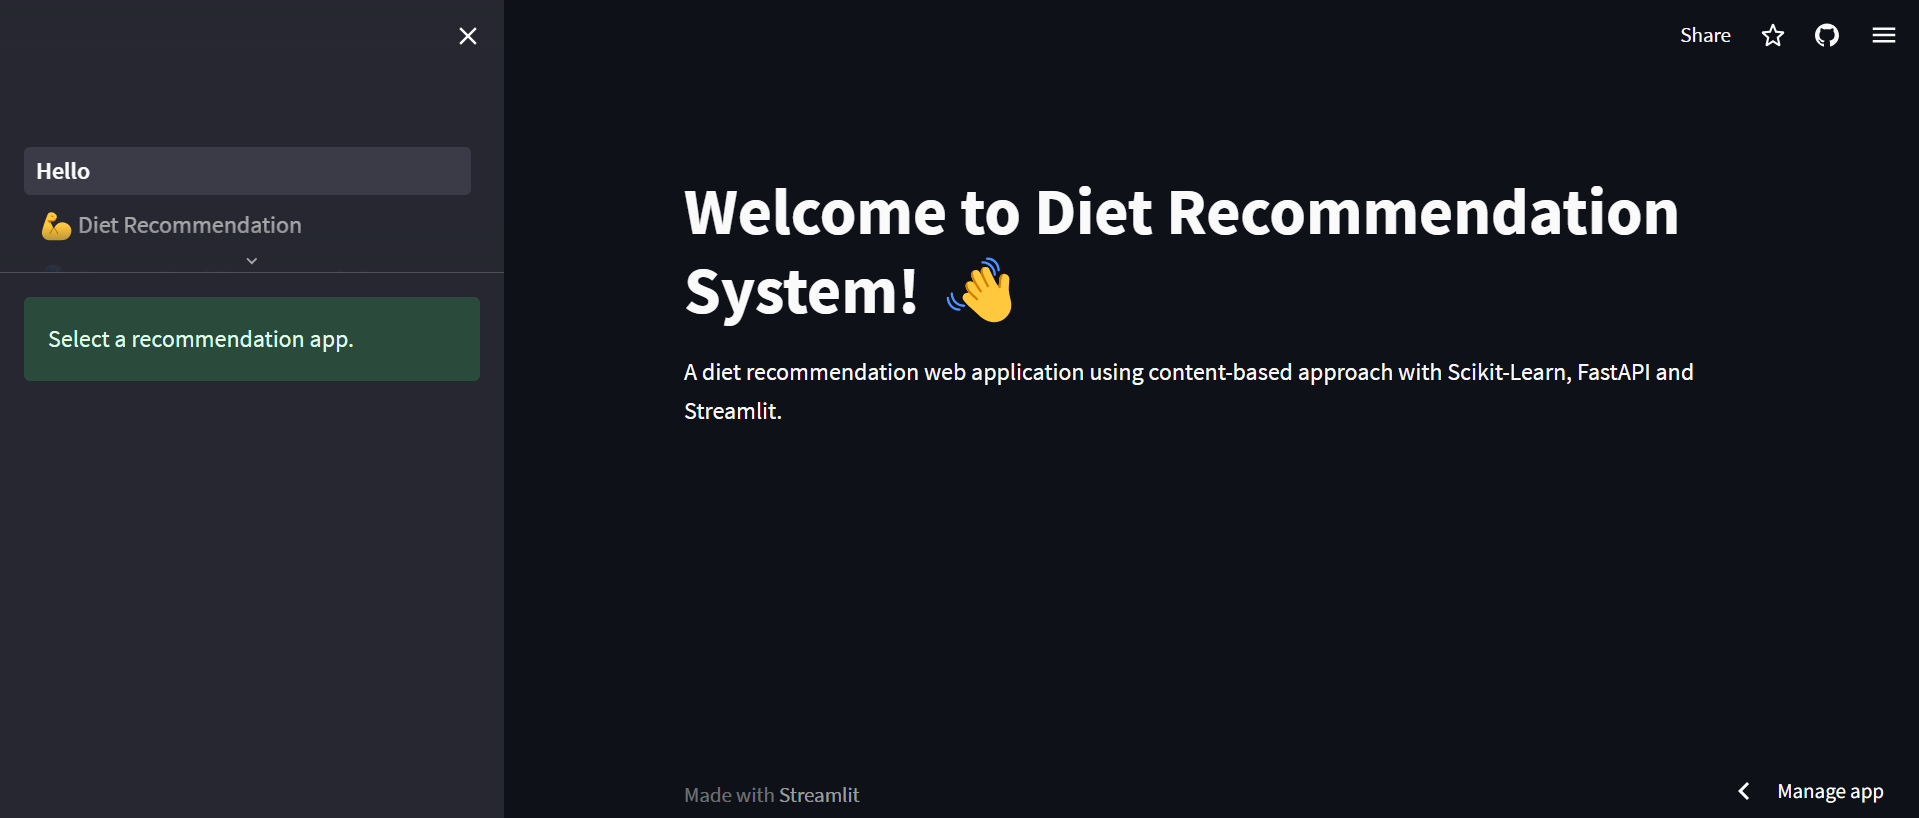 Share
Hello
💪 Diet Recommendation
Select a recommendation app.
Welcome to Diet Recommendation
System! 👋
A diet recommendation web application using content-based approach with Scikit-Learn, FastAPI and
Streamlit.
Made with Streamlit
Manage app